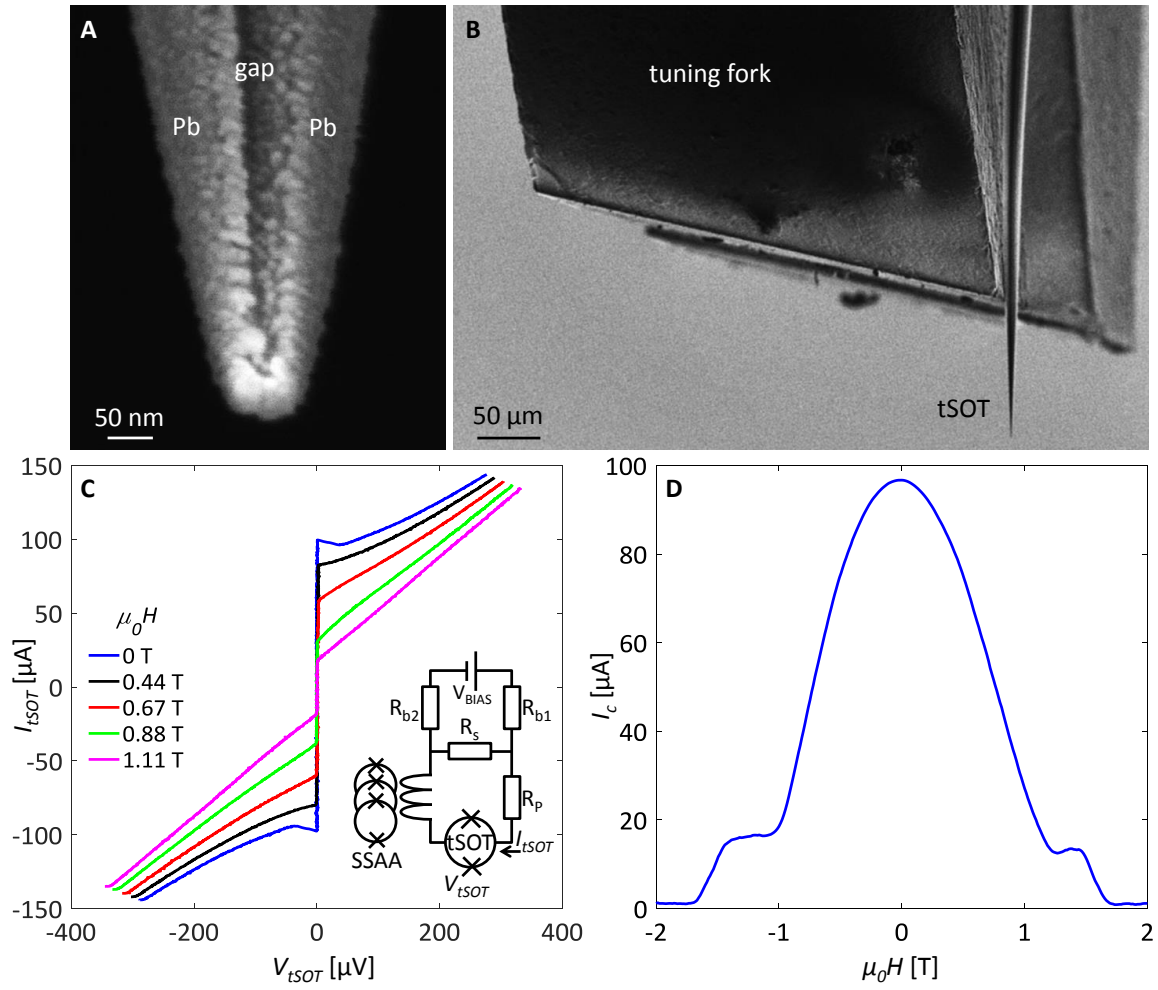 A
gap
Pb
Pb
50 nm
B
tuning fork
tSOT
50 µm
C
150
100
50
0
-50
-100
-150
I_tSOT [µA]
-400
-200
0
200
400
V_tSOT [µV]
μ_0H
0 T
0.44 T
0.67 T
0.88 T
1.11 T
V_BIAS
R_b2
R_b1
R_s
R_P
SSAA
tSOT
I_tSOT
V_tSOT
D
100
80
60
40
20
0
I_c [µA]
-2
-1
0
1
2
μ_0H [T]